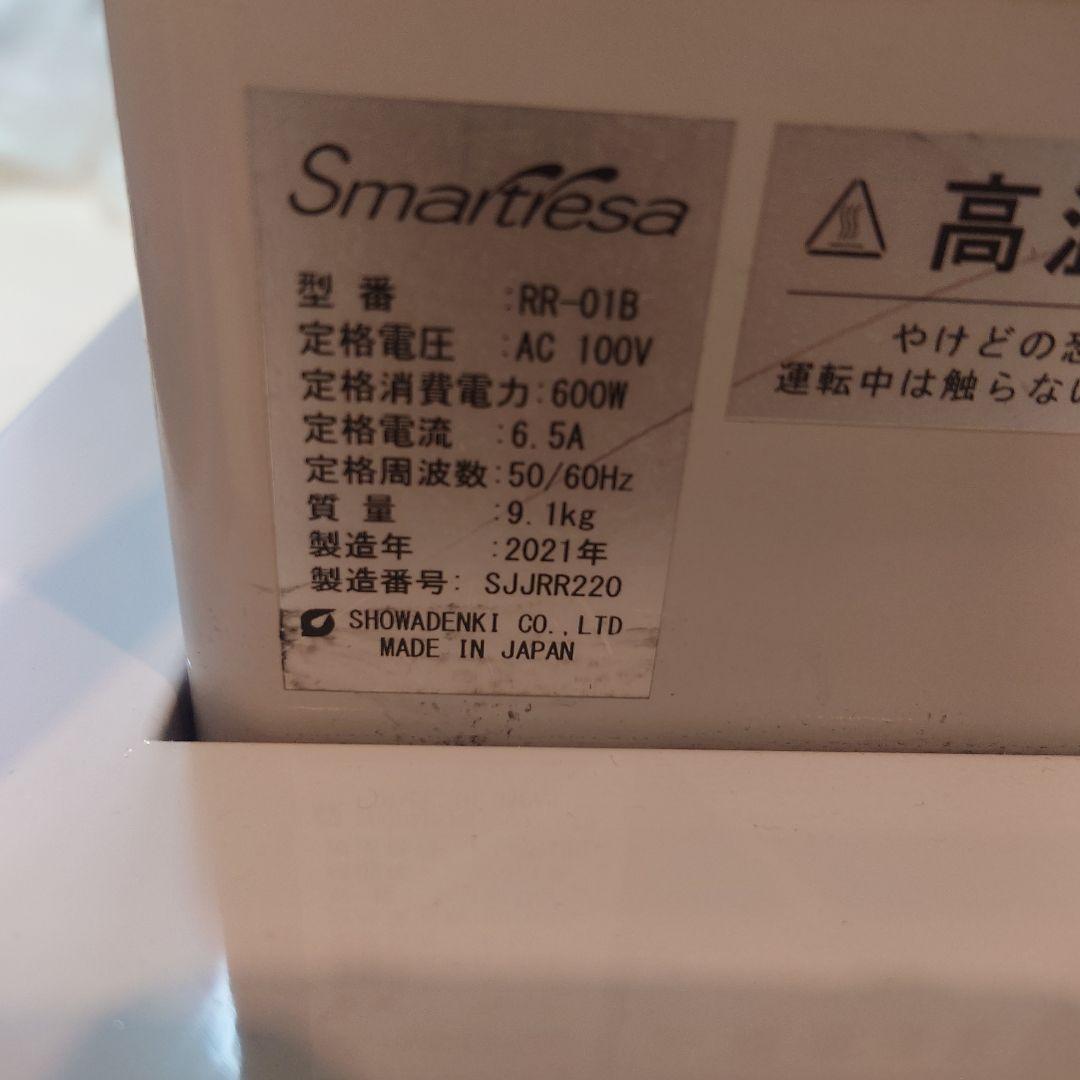 Smartresa
型 番 :RR-01B
定格電圧 :AC 100V
定格消費電力:600W
定格電流 :6.5A
定格周波数:50/60Hz
質 量 :9.1kg
製造年 :2021年
製造番号: SJJRR220
SHOWADENKI CO.,LTD
MADE IN JAPAN
高
やけどの
運転中は触らな